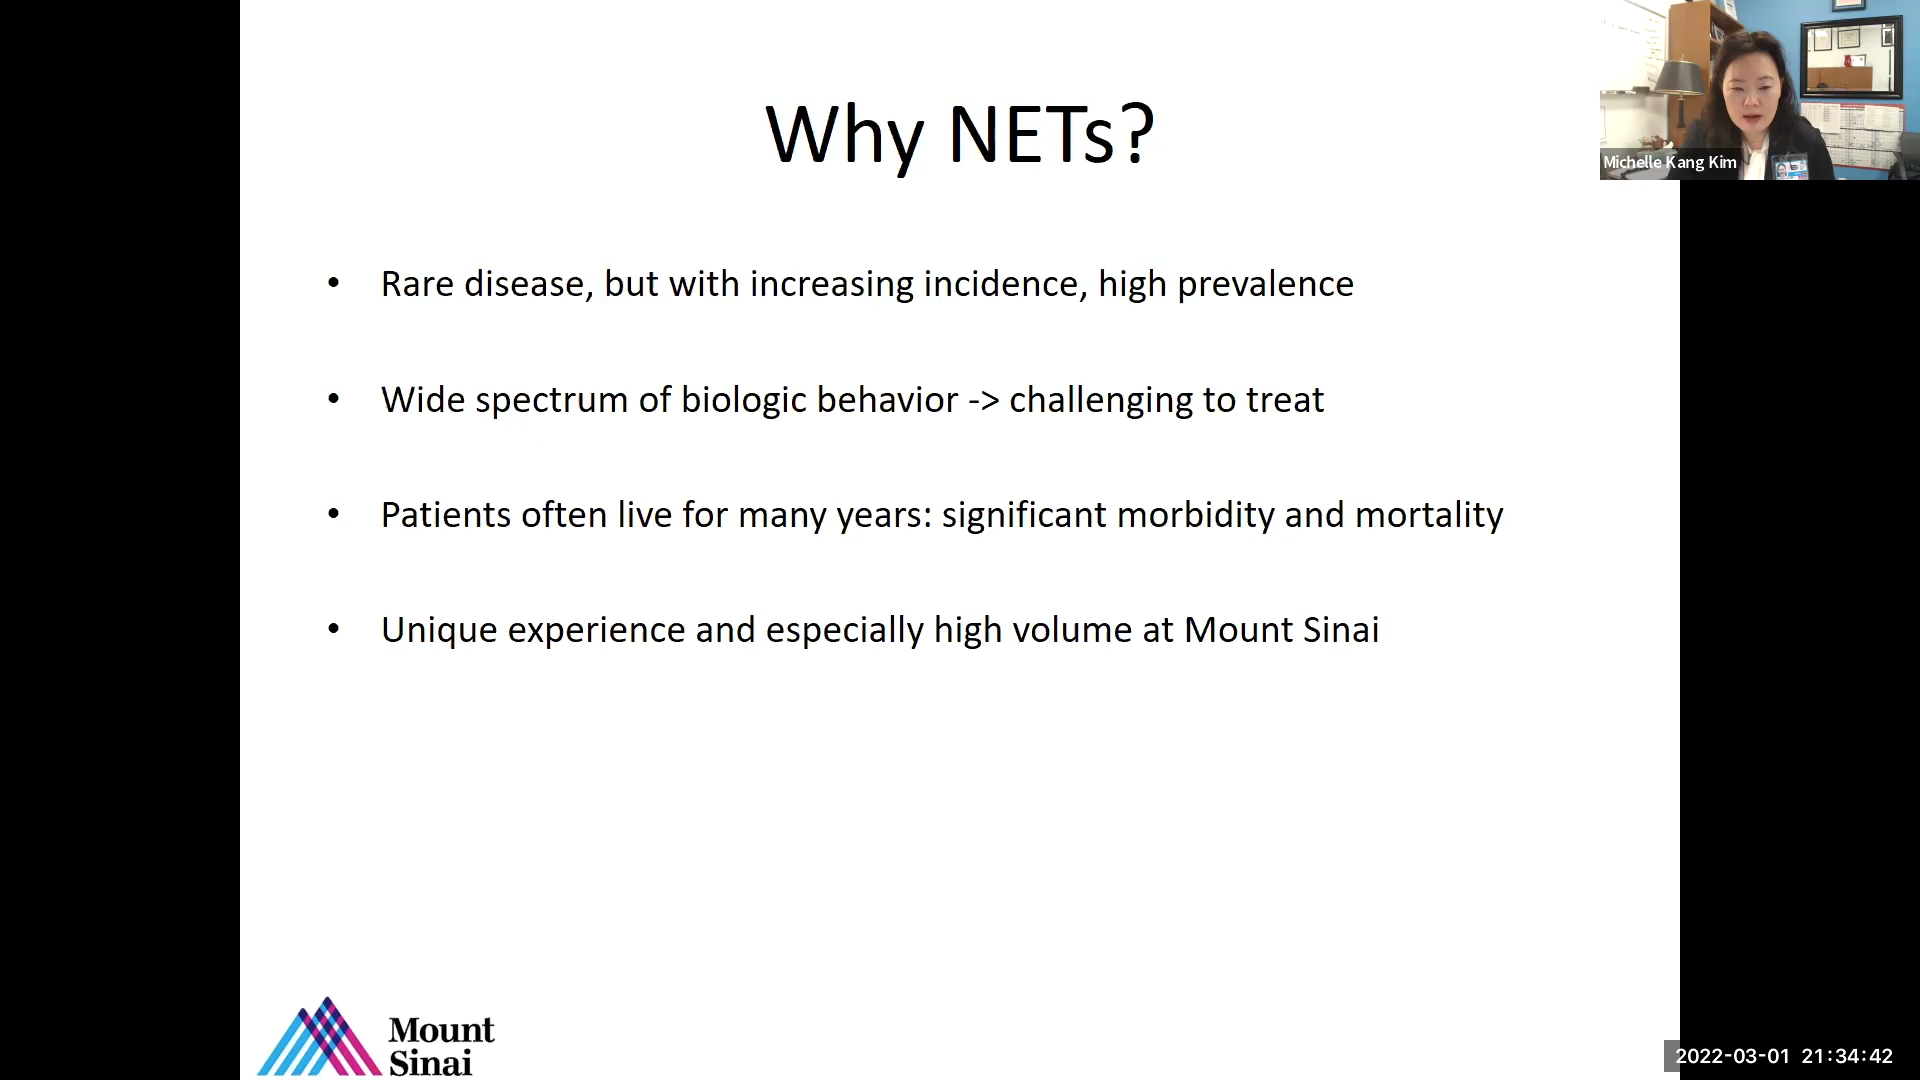 Why NETs?
Michelle Kang Kim
• Rare disease, but with increasing incidence, high prevalence
• Wide spectrum of biologic behavior -> challenging to treat
• Patients often live for many years: significant morbidity and mortality
• Unique experience and especially high volume at Mount Sinai
Mount
Sinai
2022-03-01 21:34:42